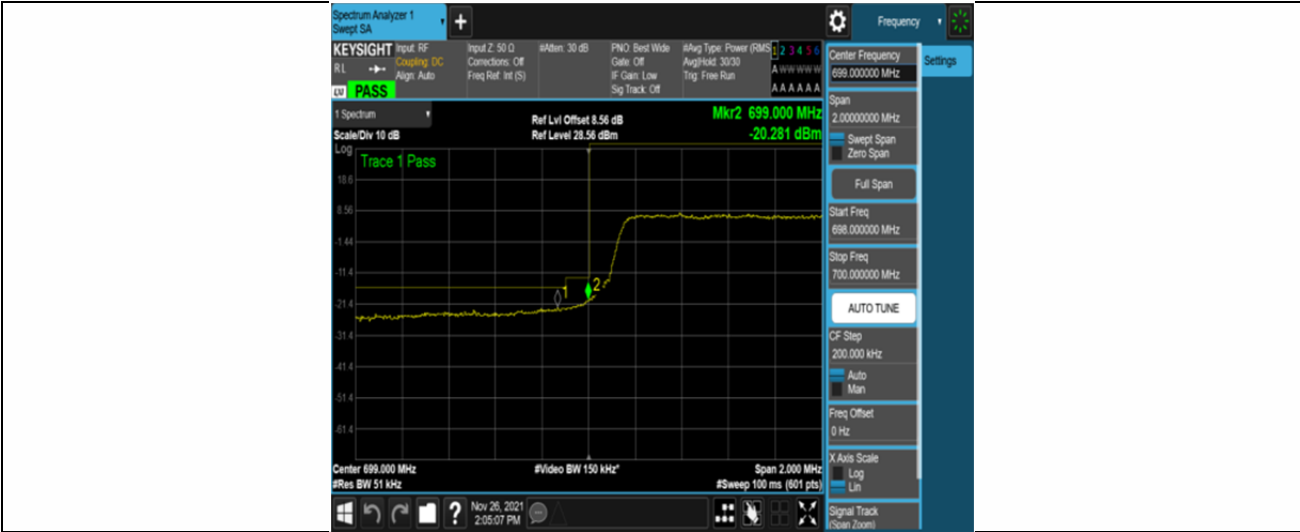 Spectrum Analyzer 1
Swept SA
+
Frequency
KEYSIGHT
RL
PASS
Input: RF
Coupling: DC
Align: Auto
Input Z: 50 Ω
Corrections: Off
Freq Ref: Int (S)
#Atten: 30 dB
PNO: Best Wide
Gate: Off
IF Gain: Low
Sig Track: Off
#Avg Type: Power (RMS
Avg|Hold: 30/30
Trig: Free Run
1 2 3 4 5 6
A W W W W W
A A A A A A
1 Spectrum
Scale/Div 10 dB
Ref Lvl Offset 8.56 dB
Ref Level 28.56 dBm
Mkr2 699.000 MHz
-20.281 dBm
Log
Trace 1 Pass
18.6
8.56
-1.44
-11.4
-21.4
-31.4
-41.4
-51.4
-61.4
1
2
Center 699.000 MHz
#Res BW 51 kHz
#Video BW 150 kHz*
Span 2.000 MHz
#Sweep 100 ms (601 pts)
?
Nov 26, 2021
2:05:07 PM
Center Frequency
699.000000 MHz
Settings
Span
2.00000000 MHz
Swept Span
Zero Span
Full Span
Start Freq
698.000000 MHz
Stop Freq
700.000000 MHz
AUTO TUNE
CF Step
200.000 kHz
Auto
Man
Freq Offset
0 Hz
X Axis Scale
Log
Lin
Signal Track
(Span Zoom)